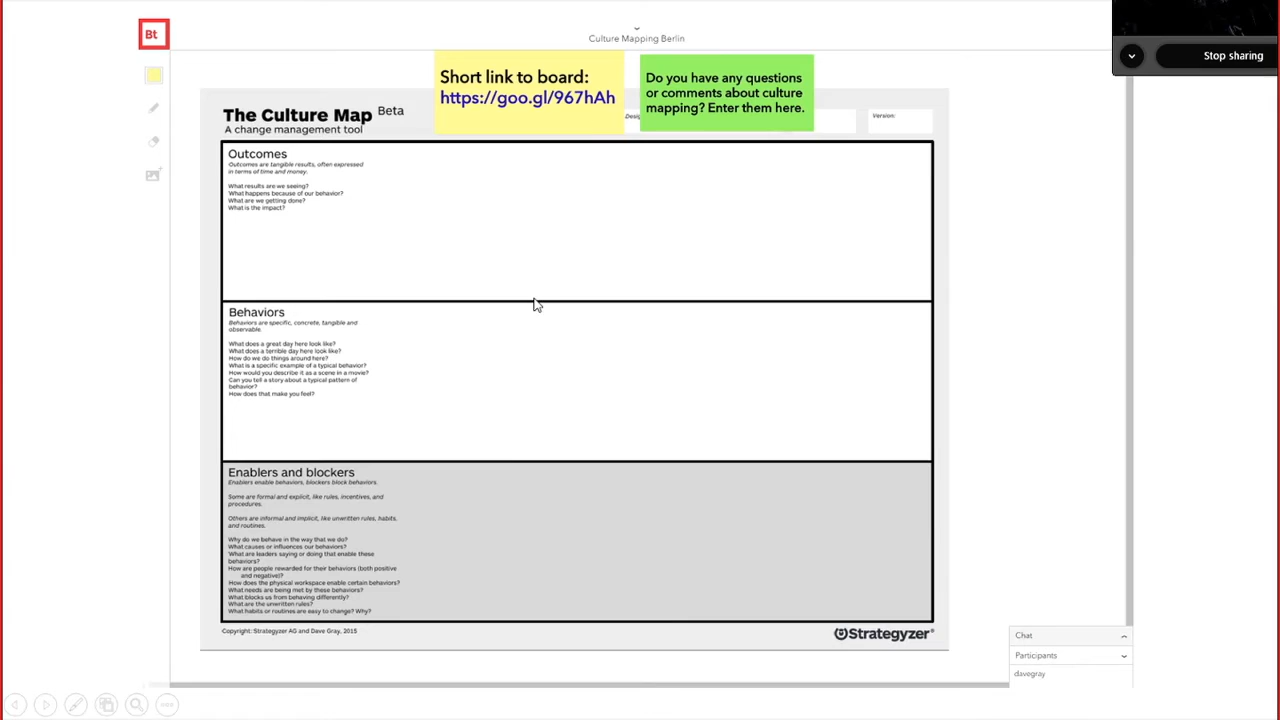 Bt
Culture Mapping Berlin
Stop sharing
Short link to board:
https://goo.gl/967hAh
Do you have any questions
or comments about culture
mapping? Enter them here.
The Culture Map Beta
A change management tool
Version:
Outcomes
Outcomes are tangible results, often expressed
in terms of time and money.
What results are we seeing?
What happens because of our behavior?
What are we getting done?
What is the impact?
Behaviors
Behaviors are specific, concrete, tangible and
observable.
What does a great day here look like?
What does a terrible day here look like?
How do we do things around here?
What is a specific example of a typical behavior?
How would you describe it as a scene in a movie?
Can you tell a story about a typical pattern of
behavior?
How does that make you feel?
Enablers and blockers
Enablers enable behaviors, blockers block behaviors.
Some are formal and explicit, like rules, incentives, and
procedures.
Others are informal and implicit, like unwritten rules, habits,
and routines.
Why do we behave in the way that we do?
What causes or influences our behaviors?
What are leaders saying or doing that enable these
behaviors?
How are people rewarded for their behaviors (both positive
and negative)?
How does the physical workspace enable certain behaviors?
What needs are being met by these behaviors?
What blocks us from behaving differently?
What are the unwritten rules?
What habits or routines are easy to change? Why?
Copyright: Strategyzer AG and Dave Gray, 2015
Strategyzer
Chat
Participants
davegray